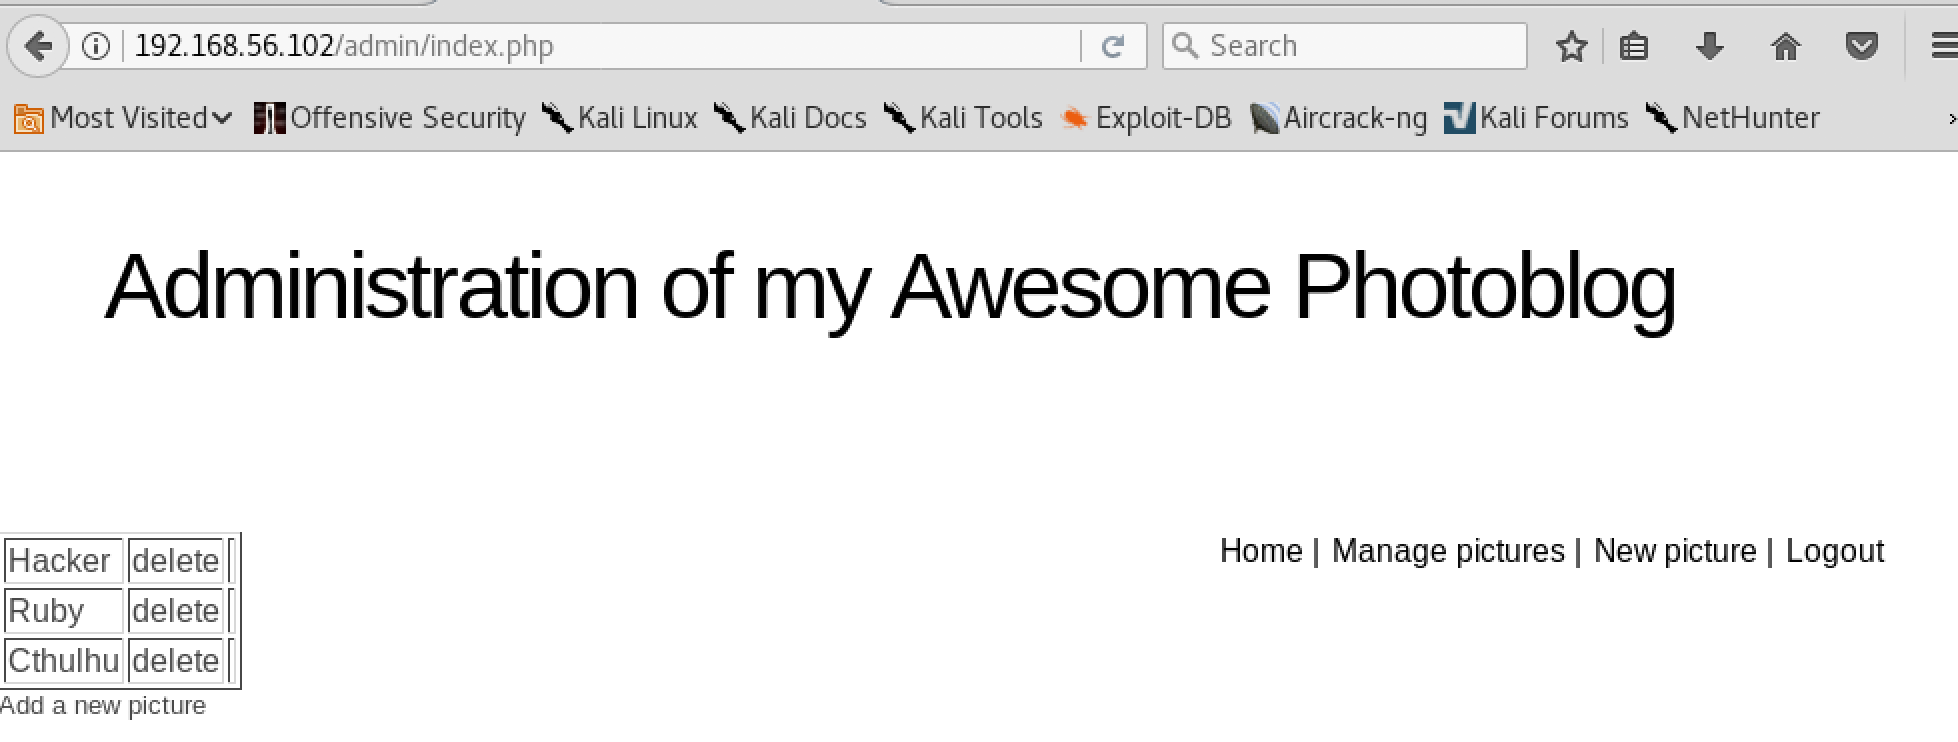 192.168.56.102/admin/index.php Search
Most Visited Offensive Security Kali Linux Kali Docs Kali Tools Exploit-DB Aircrack-ng Kali Forums NetHunter
Administration of my Awesome Photoblog
Home | Manage pictures | New picture | Logout
Hacker delete
Ruby delete
Cthulhu delete
Add a new picture